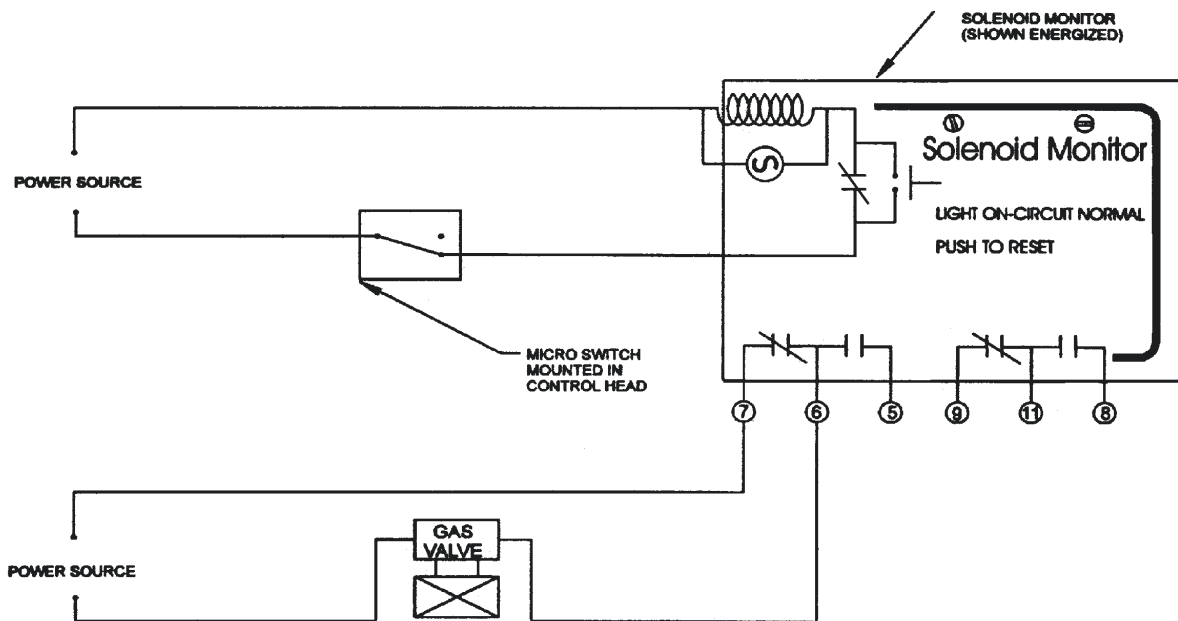 SOLENOID MONITOR
(SHOWN ENERGIZED)
POWER SOURCE
S
Solenoid Monitor
LIGHT ON-CIRCUIT NORMAL
PUSH TO RESET
MICRO SWITCH
MOUNTED IN
CONTROL HEAD
7 6 5 9 11 8
GAS
VALVE
POWER SOURCE